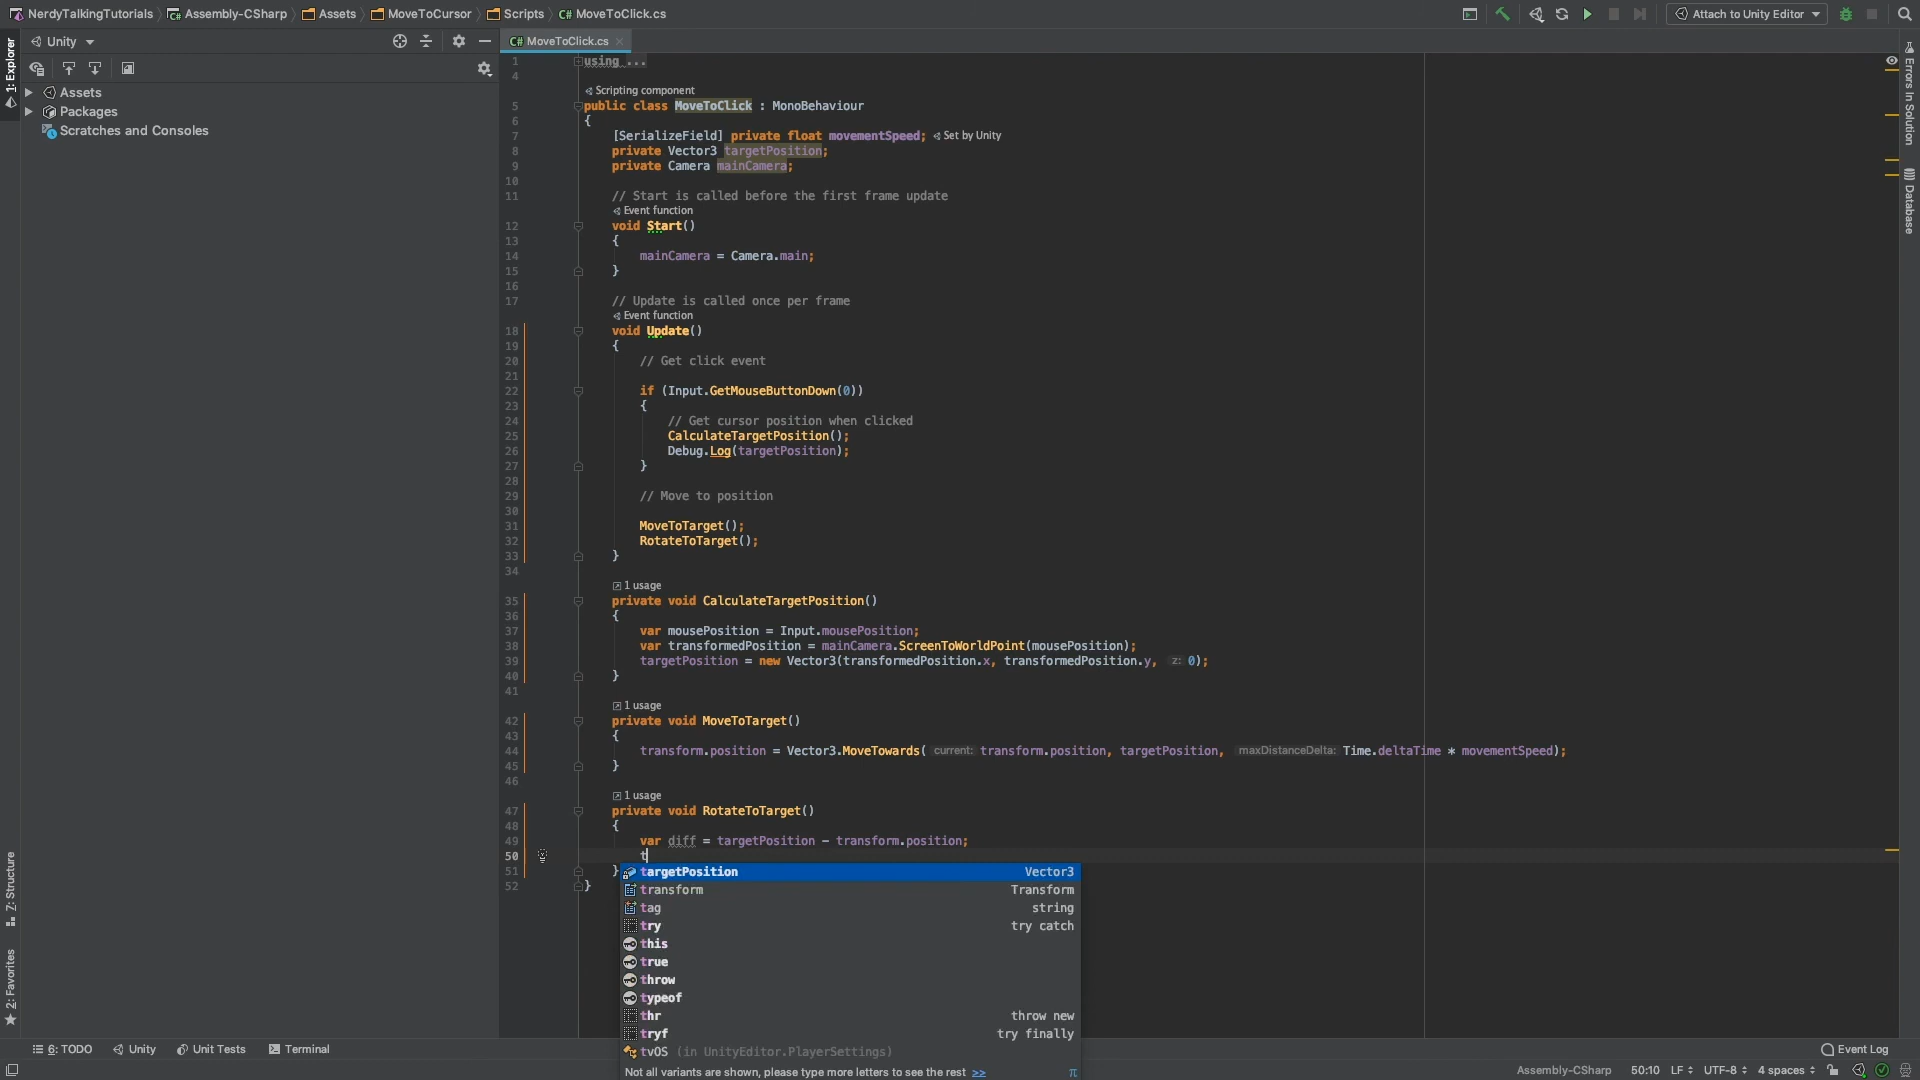 NerdyTalkingTutorials Assembly-CSharp Assets MoveToCursor Scripts C# MoveToClick.cs Attach to Unity Editor
Unity C# MoveToClick.cs
1: Explorer
Assets
Packages
Scratches and Consoles
7: Structure
2: Favorites
Errors In Solution
Database
1 using ...
4
Scripting component
5 public class MoveToClick : MonoBehaviour
6 {
7 [SerializeField] private float movementSpeed; Set by Unity
8 private Vector3 targetPosition;
9 private Camera mainCamera;
10
11 // Start is called before the first frame update
Event function
12 void Start()
13 {
14 mainCamera = Camera.main;
15 }
16
17 // Update is called once per frame
Event function
18 void Update()
19 {
20 // Get click event
21
22 if (Input.GetMouseButtonDown(0))
23 {
24 // Get cursor position when clicked
25 CalculateTargetPosition();
26 Debug.Log(targetPosition);
27 }
28
29 // Move to position
30
31 MoveToTarget();
32 RotateToTarget();
33 }
34
1 usage
35 private void CalculateTargetPosition()
36 {
37 var mousePosition = Input.mousePosition;
38 var transformedPosition = mainCamera.ScreenToWorldPoint(mousePosition);
39 targetPosition = new Vector3(transformedPosition.x, transformedPosition.y, z: 0);
40 }
41
1 usage
42 private void MoveToTarget()
43 {
44 transform.position = Vector3.MoveTowards( current: transform.position, targetPosition, maxDistanceDelta: Time.deltaTime * movementSpeed);
45 }
46
1 usage
47 private void RotateToTarget()
48 {
49 var diff = targetPosition - transform.position;
50 t
51 }
52 }
targetPosition Vector3
transform Transform
tag string
try try catch
this
true
throw
typeof
thr throw new
tryf try finally
tvOS (in UnityEditor.PlayerSettings)
Not all variants are shown, please type more letters to see the rest >> π
6: TODO Unity Unit Tests Terminal Event Log
Assembly-CSharp 50:10 LF UTF-8 4 spaces